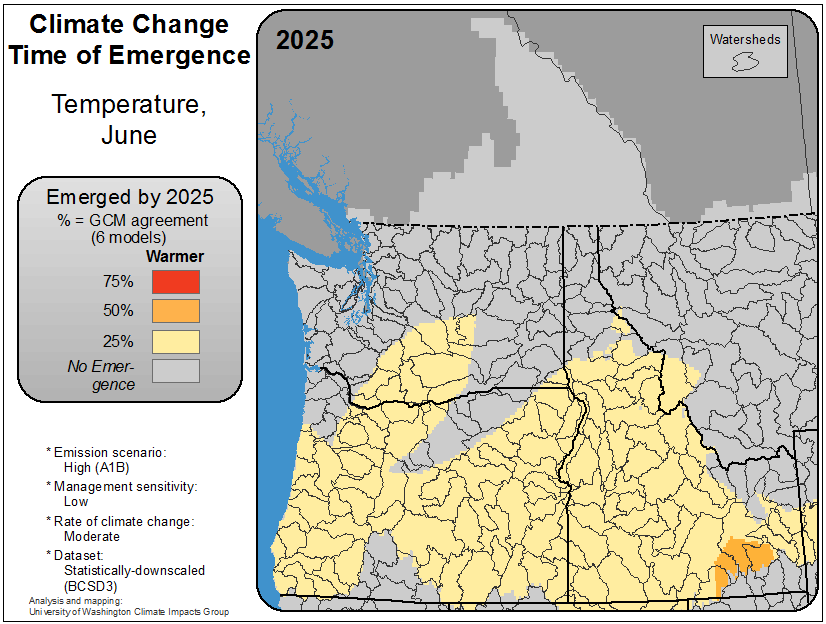 Climate Change
Time of Emergence
Temperature,
June
Emerged by 2025
% = GCM agreement
(6 models)
Warmer
75%
50%
25%
No Emer-
gence
* Emission scenario:
High (A1B)
* Management sensitivity:
Low
* Rate of climate change:
Moderate
* Dataset:
Statistically-downscaled
(BCSD3)
Analysis and mapping:
University of Washington Climate Impacts Group
2025
Watersheds